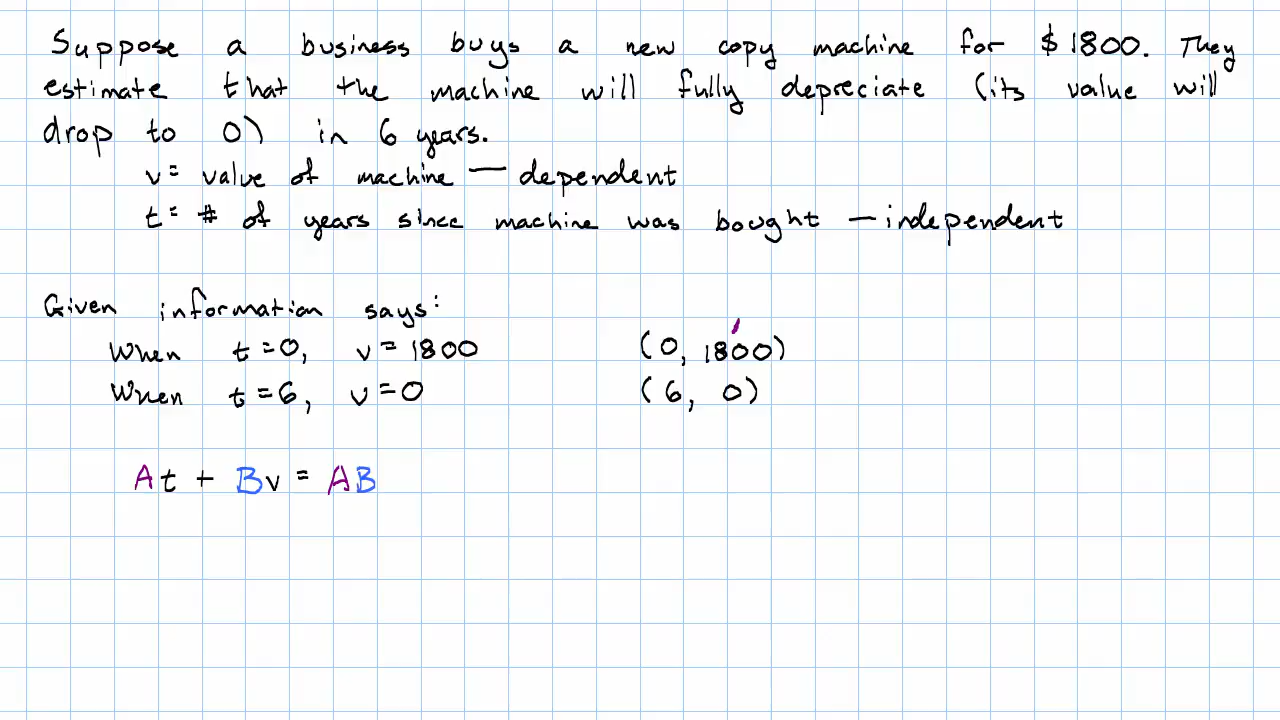 Suppose a business buys a new copy machine for $1800. They
estimate that the machine will fully depreciate (its value will
drop to 0) in 6 years.
v = value of machine — dependent
t = # of years since machine was bought — independent
Given information says:
When t = 0, v = 1800 (0, 1800)
When t = 6, v = 0 (6, 0)
At + Bv = AB